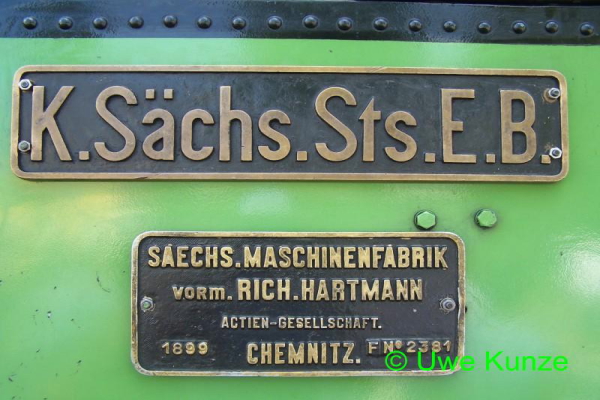 K.Sächs.Sts.E.B.
SAECHS.MASCHINENFABRIK
vorm. RICH.HARTMANN
ACTIEN-GESELLSCHAFT.
1899 CHEMNITZ. FNº 2381
© Uwe Kunze